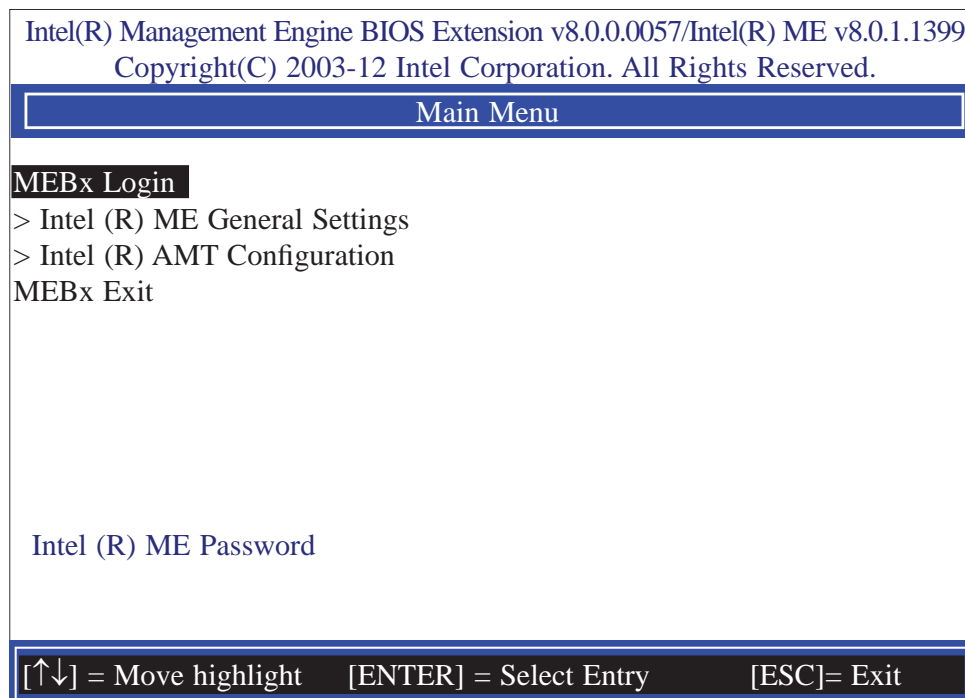 Intel(R) Management Engine BIOS Extension v8.0.0.0057/Intel(R) ME v8.0.1.1399
Copyright(C) 2003-12 Intel Corporation. All Rights Reserved.
Main Menu
MEBx Login
> Intel (R) ME General Settings
> Intel (R) AMT Configuration
MEBx Exit
Intel (R) ME Password
[↑↓] = Move highlight [ENTER] = Select Entry [ESC]= Exit